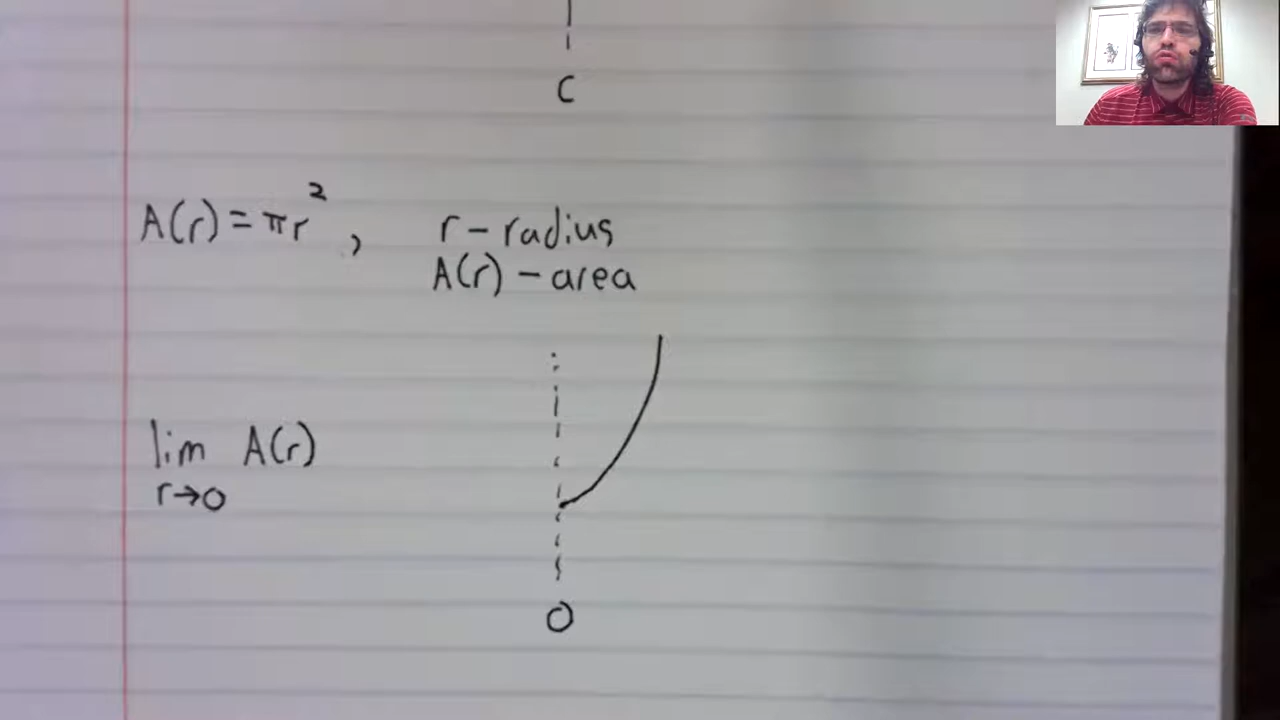 c
A(r) = πr², r - radius
A(r) - area
lim A(r)
r→0
0